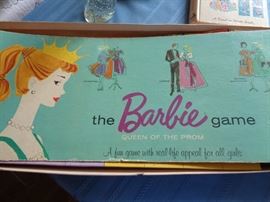 the Barbie game
QUEEN OF THE PROM
A fun game with real-life appeal for all girls